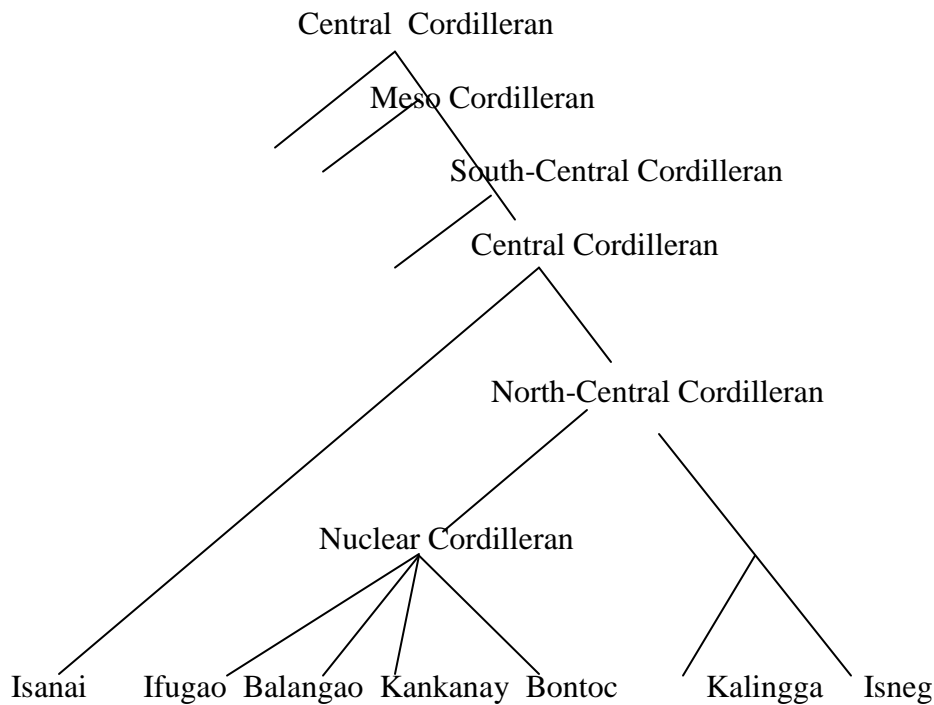 Central Cordilleran
Meso Cordilleran
South-Central Cordilleran
Central Cordilleran
North-Central Cordilleran
Nuclear Cordilleran
Isanai Ifugao Balangao Kankanay Bontoc Kalingga Isneg